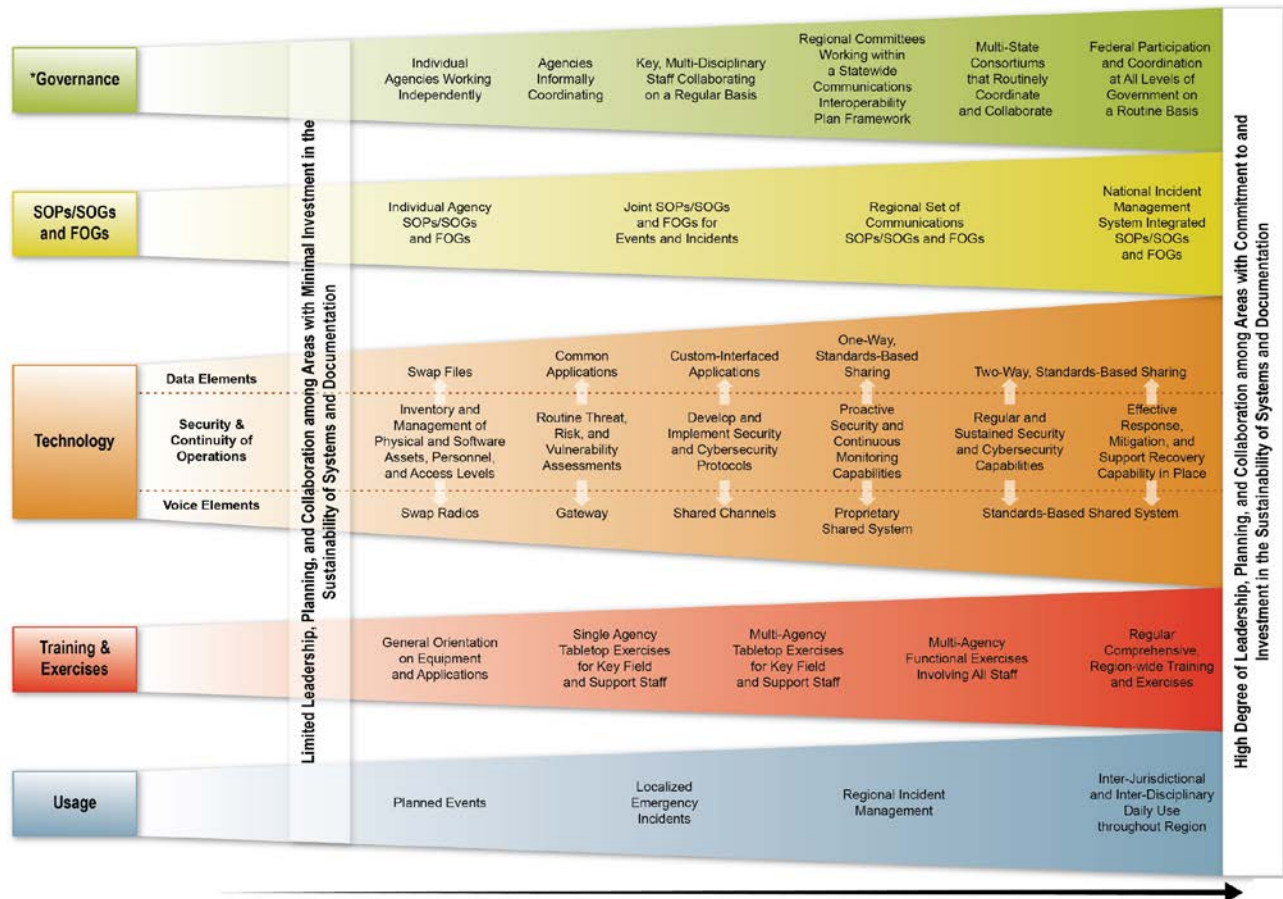 *Governance
Individual
Agencies Working
Independently
Agencies
Informally
Coordinating
Key, Multi-Disciplinary
Staff Collaborating
on a Regular Basis
Regional Committees
Working within
a Statewide
Communications
Interoperability
Plan Framework
Multi-State
Consortiums
that Routinely
Coordinate
and Collaborate
Federal Participation
and Coordination
at All Levels of
Government on
a Routine Basis
SOPs/SOGs
and FOGs
Individual Agency
SOPs/SOGs
and FOGs
Joint SOPs/SOGs
and FOGs for
Events and Incidents
Regional Set of
Communications
SOPs/SOGs and FOGs
National Incident
Management
System Integrated
SOPs/SOGs
and FOGs
Technology
Data Elements
Swap Files
Common
Applications
Custom-Interfaced
Applications
One-Way,
Standards-Based
Sharing
Two-Way, Standards-Based Sharing
Security &
Continuity of
Operations
Inventory and
Management of
Physical and Software
Assets, Personnel,
and Access Levels
Routine Threat,
Risk, and
Vulnerability
Assessments
Develop and
Implement Security
and Cybersecurity
Protocols
Proactive
Security and
Continuous
Monitoring
Capabilities
Regular and
Sustained Security
and Cybersecurity
Capabilities
Effective
Response,
Mitigation, and
Support Recovery
Capability in Place
Voice Elements
Swap Radios
Gateway
Shared Channels
Proprietary
Shared System
Standards-Based Shared System
Training &
Exercises
General Orientation
on Equipment
and Applications
Single Agency
Tabletop Exercises
for Key Field
and Support Staff
Multi-Agency
Tabletop Exercises
for Key Field
and Support Staff
Multi-Agency
Functional Exercises
Involving All Staff
Regular
Comprehensive,
Region-wide Training
and Exercises
Usage
Planned Events
Localized
Emergency
Incidents
Regional Incident
Management
Inter-Jurisdictional
and Inter-Disciplinary
Daily Use
throughout Region
Limited Leadership, Planning, and Collaboration among Areas with Minimal Investment in the
Sustainability of Systems and Documentation
High Degree of Leadership, Planning, and Collaboration among Areas with Commitment to and
Investment in the Sustainability of Systems and Documentation